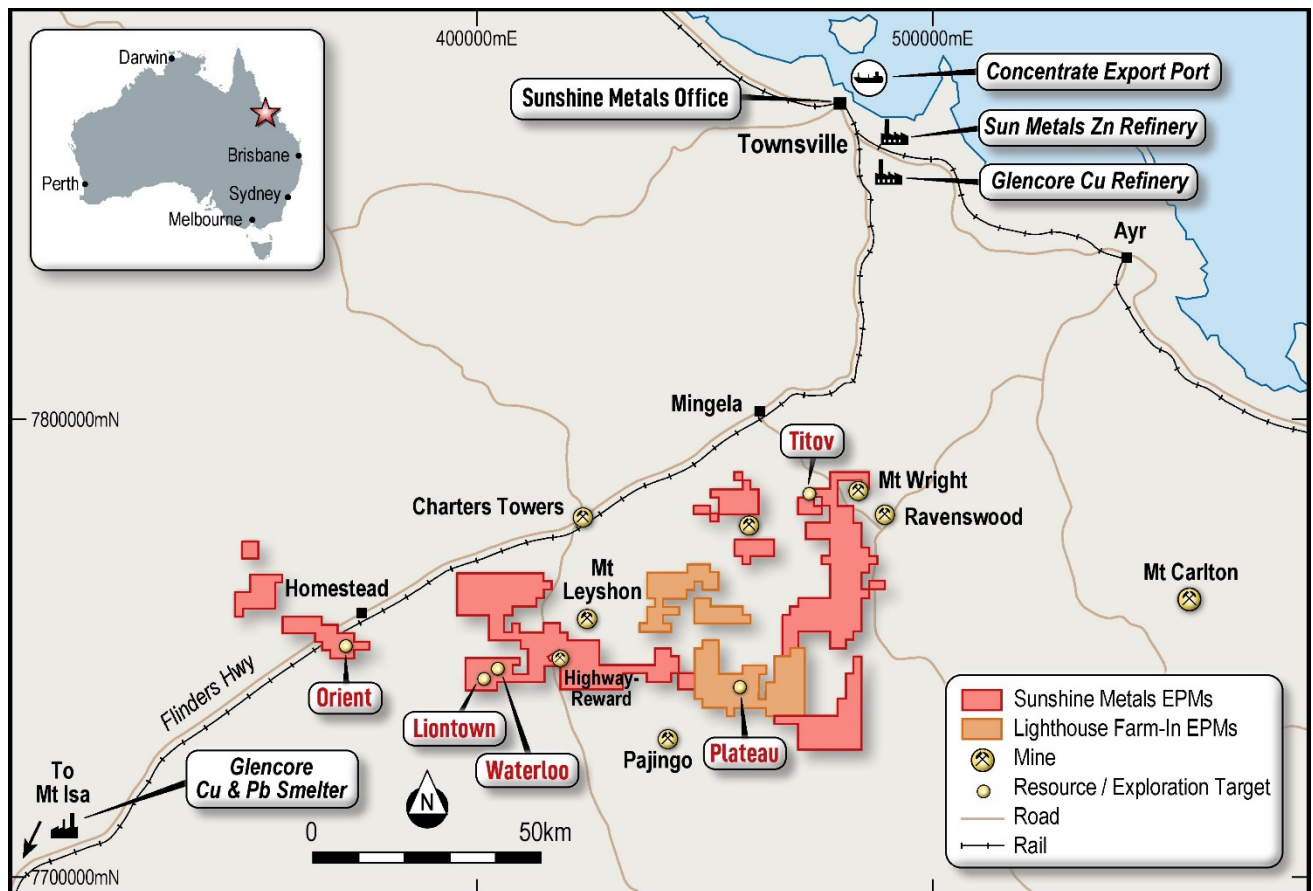 400000mE
500000mE
Darwin
Brisbane
Perth
Sydney
Melbourne
Concentrate Export Port
Sunshine Metals Office
Sun Metals Zn Refinery
Townsville
Glencore Cu Refinery
Ayr
7800000mN
Mingela
Titov
Mt Wright
Charters Towers
Ravenswood
Homestead
Mt
Leyshon
Mt Carlton
Flinders Hwy
Orient
Highway-
Reward
Liontown
Waterloo
Pajingo
Plateau
To
Mt Isa
Glencore
Cu & Pb Smelter
N
0
50km
7700000mN
Sunshine Metals EPMs
Lighthouse Farm-In EPMs
Mine
Resource / Exploration Target
Road
Rail